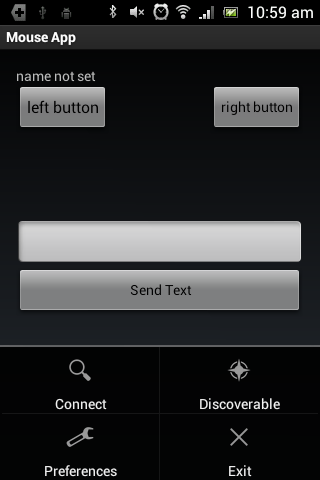 10:59 am
Mouse App
name not set
left button
right button
Send Text
Connect
Discoverable
Preferences
Exit